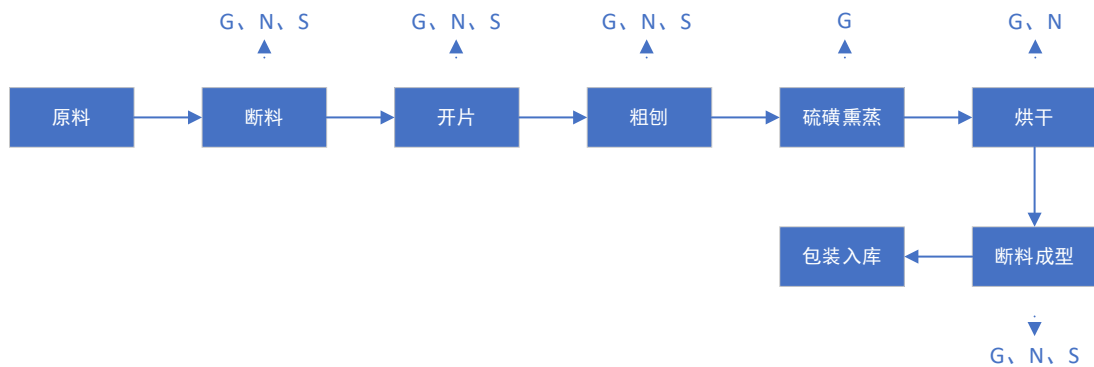 G、N、S
G、N、S
G、N、S
G
G、N
原料
断料
开片
粗刨
硫磺熏蒸
烘干
包装入库
断料成型
G、N、S